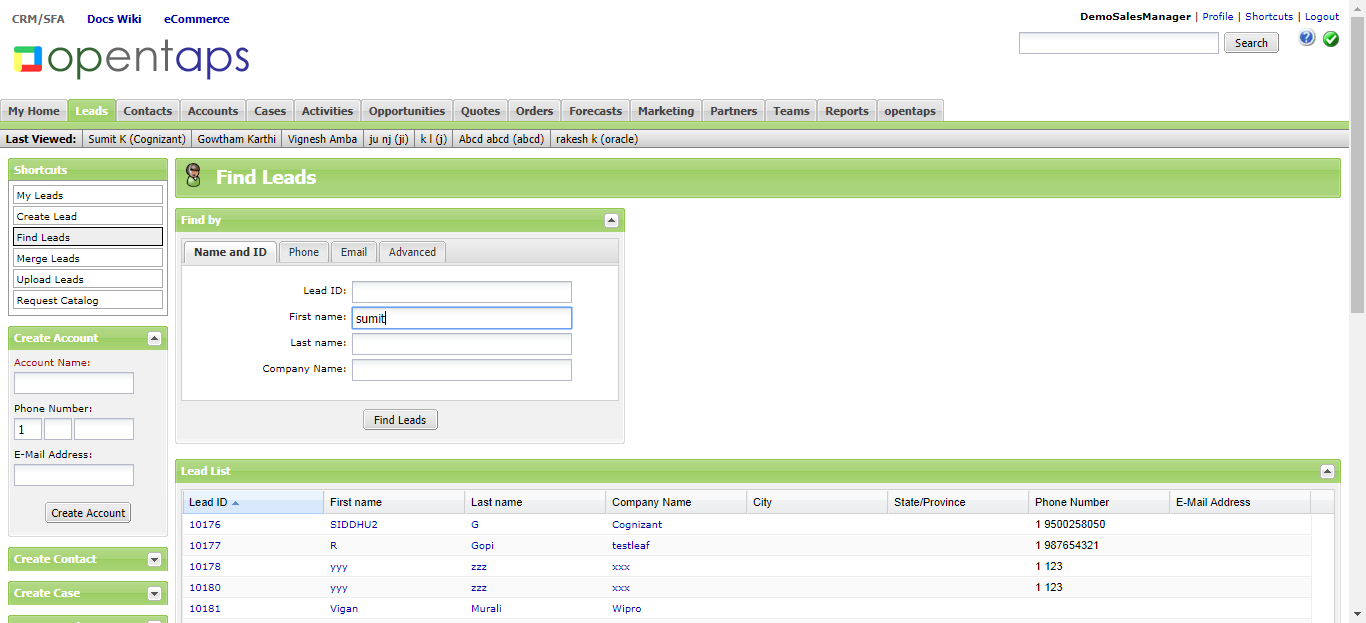 CRM/SFA Docs Wiki eCommerce
DemoSalesManager | Profile | Shortcuts | Logout
opentaps
Search
My Home Leads Contacts Accounts Cases Activities Opportunities Quotes Orders Forecasts Marketing Partners Teams Reports opentaps
Last Viewed: Sumit K (Cognizant) Gowtham Karthi Vignesh Amba ju nj (ji) k l (j) Abcd abcd (abcd) rakesh k (oracle)
Shortcuts
My Leads
Create Lead
Find Leads
Merge Leads
Upload Leads
Request Catalog
Create Account
Account Name:
Phone Number:
1
E-Mail Address:
Create Account
Create Contact
Create Case
Find Leads
Find by
Name and ID Phone Email Advanced
Lead ID:
First name: sumit
Last name:
Company Name:
Find Leads
Lead List
Lead ID First name Last name Company Name City State/Province Phone Number E-Mail Address
10176 SIDDHU2 G Cognizant 1 9500258050
10177 R Gopi testleaf 1 987654321
10178 yyy zzz xxx 1 123
10180 yyy zzz xxx 1 123
10181 Vigan Murali Wipro